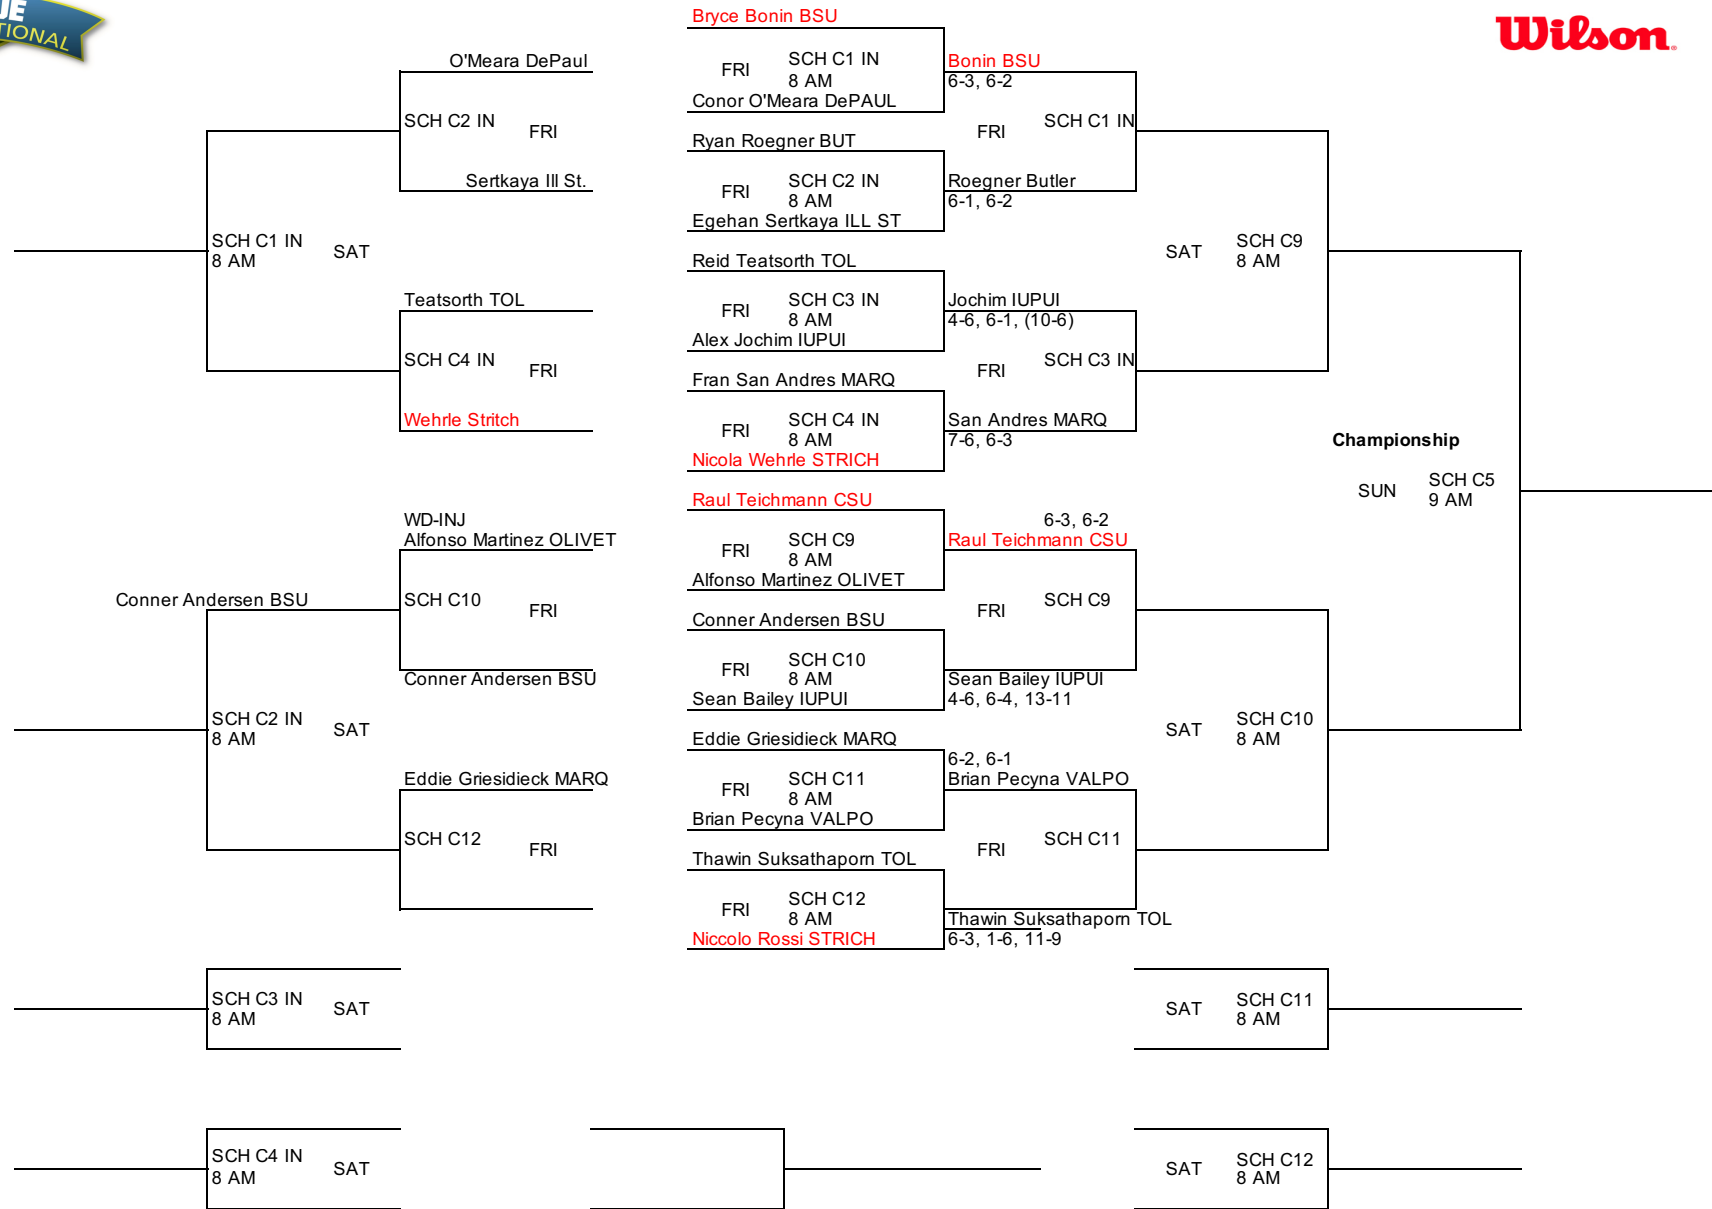 UE
TIONAL
Wilson
Bryce Bonin BSU
O'Meara DePaul
FRI
SCH C1 IN
8 AM
Bonin BSU
6-3, 6-2
Conor O'Meara DePAUL
SCH C2 IN
FRI
FRI
SCH C1 IN
Ryan Roegner BUT
Sertkaya Ill St.
FRI
SCH C2 IN
8 AM
Roegner Butler
6-1, 6-2
Egehan Sertkaya ILL ST
SCH C1 IN
8 AM
SAT
SAT
SCH C9
8 AM
Reid Teatsorth TOL
Teatsorth TOL
FRI
SCH C3 IN
8 AM
Jochim IUPUI
4-6, 6-1, (10-6)
Alex Jochim IUPUI
SCH C4 IN
FRI
FRI
SCH C3 IN
Fran San Andres MARQ
Wehrle Stritch
FRI
SCH C4 IN
8 AM
San Andres MARQ
7-6, 6-3
Nicola Wehrle STRICH
Championship
SUN
SCH C5
9 AM
Raul Teichmann CSU
WD-INJ
Alfonso Martinez OLIVET
FRI
SCH C9
8 AM
6-3, 6-2
Raul Teichmann CSU
Alfonso Martinez OLIVET
Conner Andersen BSU
SCH C10
FRI
FRI
SCH C9
Conner Andersen BSU
Conner Andersen BSU
FRI
SCH C10
8 AM
Sean Bailey IUPUI
4-6, 6-4, 13-11
Sean Bailey IUPUI
SCH C2 IN
8 AM
SAT
SAT
SCH C10
8 AM
Eddie Griesidieck MARQ
Eddie Griesidieck MARQ
FRI
SCH C11
8 AM
6-2, 6-1
Brian Pecyna VALPO
Brian Pecyna VALPO
SCH C12
FRI
FRI
SCH C11
Thawin Suksathaporn TOL
FRI
SCH C12
8 AM
Thawin Suksathaporn TOL
6-3, 1-6, 11-9
Niccolo Rossi STRICH
SCH C3 IN
8 AM
SAT
SAT
SCH C11
8 AM
SCH C4 IN
8 AM
SAT
SAT
SCH C12
8 AM